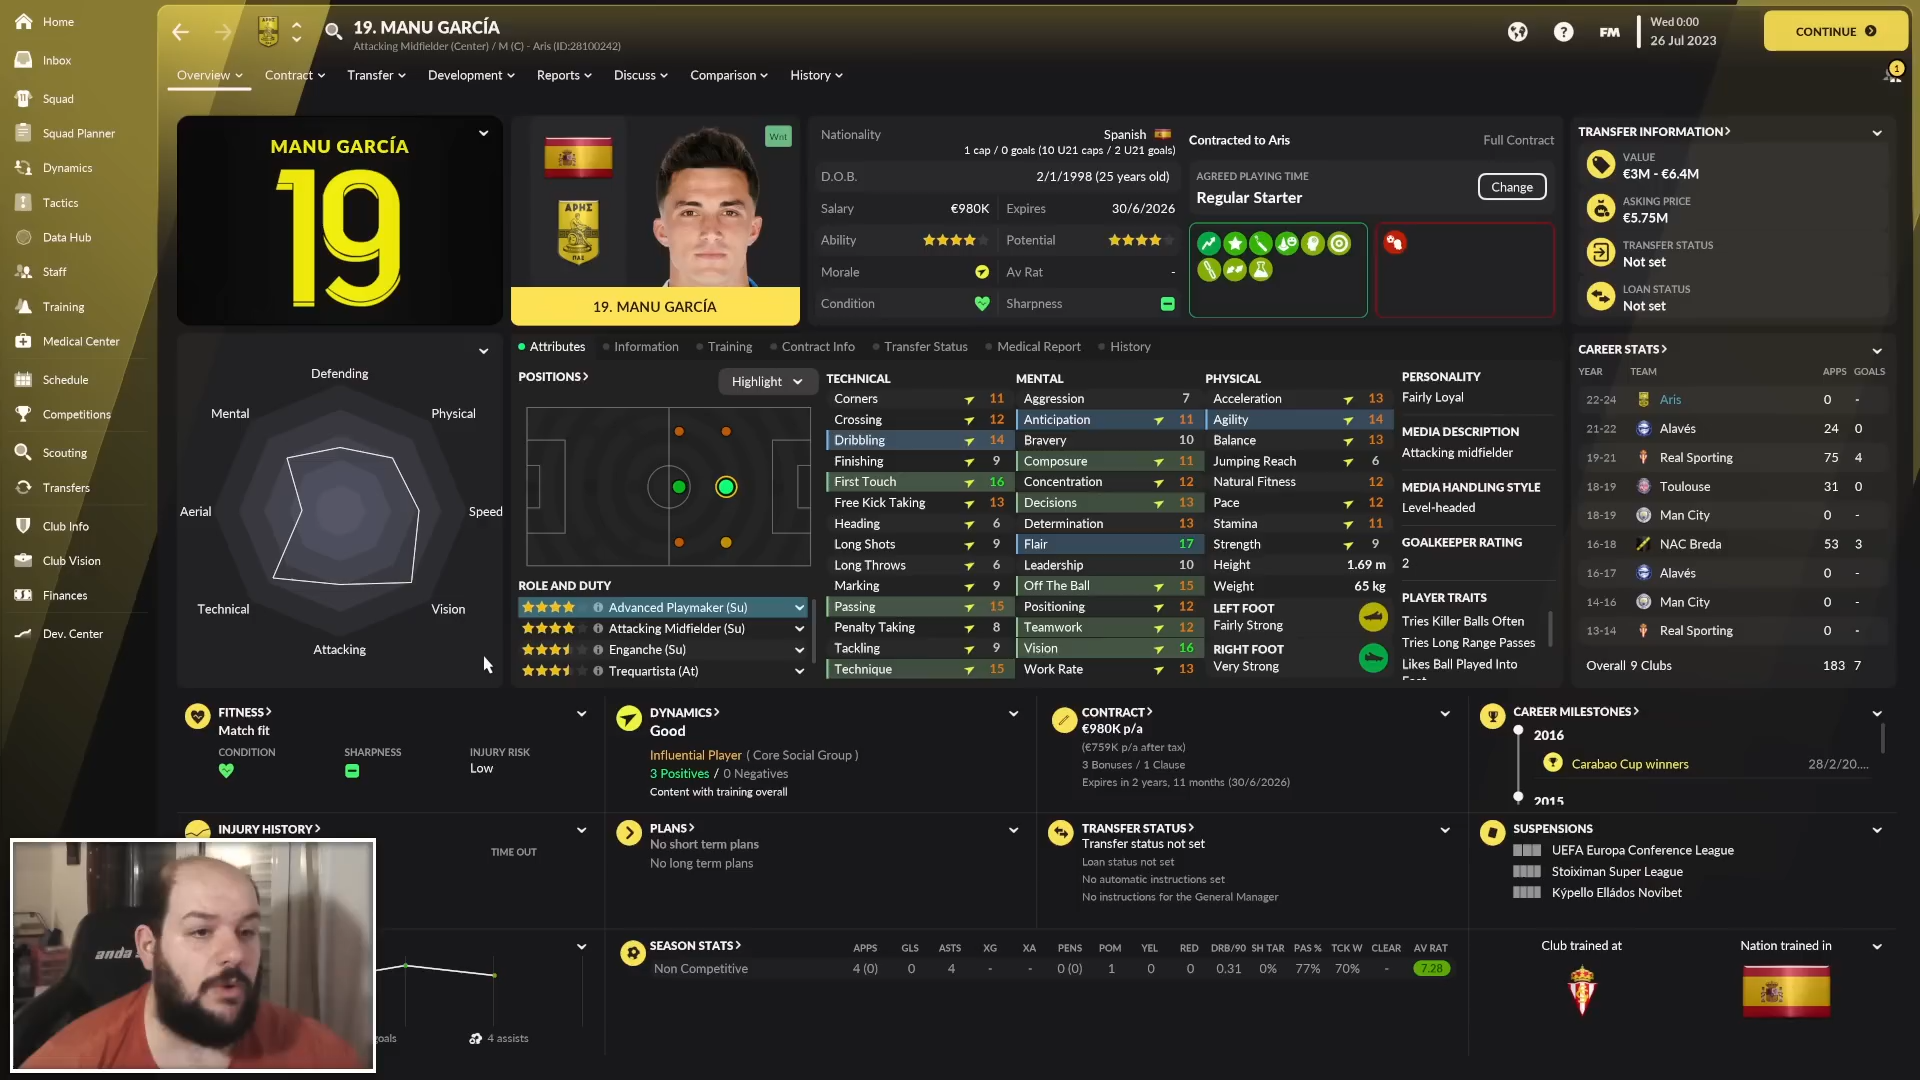 Home
Inbox
Squad
Squad Planner
Dynamics
Tactics
Data Hub
Staff
Training
Medical Center
Schedule
Competitions
Scouting
Transfers
Club Info
Club Vision
Finances
Dev. Center
19. MANU GARCÍA
Attacking Midfielder (Center) / M (C) - Aris (ID:28100242)
FM
Wed 0:00
26 Jul 2023
CONTINUE
1
Overview
Contract
Transfer
Development
Reports
Discuss
Comparison
History
MANU GARCÍA
19
ΑΡΗΣ
ΠΑΣ
Wnt
19. MANU GARCÍA
Nationality Spanish
1 cap / 0 goals (10 U21 caps / 2 U21 goals)
D.O.B. 2/1/1998 (25 years old)
Salary €980K Expires 30/6/2026
Ability Potential
Morale Av Rat -
Condition Sharpness
Contracted to Aris Full Contract
AGREED PLAYING TIME
Regular Starter
Change
TRANSFER INFORMATION>
VALUE
€3M - €6.4M
ASKING PRICE
€5.75M
TRANSFER STATUS
Not set
LOAN STATUS
Not set
Defending
Physical
Speed
Vision
Attacking
Technical
Aerial
Mental
Attributes Information Training Contract Info Transfer Status Medical Report History
POSITIONS>
Highlight
ROLE AND DUTY
Advanced Playmaker (Su)
Attacking Midfielder (Su)
Enganche (Su)
Trequartista (At)
TECHNICAL
Corners 11
Crossing 12
Dribbling 14
Finishing 9
First Touch 16
Free Kick Taking 13
Heading 6
Long Shots 9
Long Throws 6
Marking 9
Passing 15
Penalty Taking 8
Tackling 9
Technique 15
MENTAL
Aggression 7
Anticipation 11
Bravery 10
Composure 11
Concentration 12
Decisions 13
Determination 13
Flair 17
Leadership 10
Off The Ball 15
Positioning 12
Teamwork 12
Vision 16
Work Rate 13
PHYSICAL
Acceleration 13
Agility 14
Balance 13
Jumping Reach 6
Natural Fitness 12
Pace 12
Stamina 11
Strength 9
Height 1.69 m
Weight 65 kg
LEFT FOOT
Fairly Strong
RIGHT FOOT
Very Strong
PERSONALITY
Fairly Loyal
MEDIA DESCRIPTION
Attacking midfielder
MEDIA HANDLING STYLE
Level-headed
GOALKEEPER RATING
2
PLAYER TRAITS
Tries Killer Balls Often
Tries Long Range Passes
Likes Ball Played Into
Feet
CAREER STATS>
YEAR TEAM APPS GOALS
22-24 Aris 0 -
21-22 Alavés 24 0
19-21 Real Sporting 75 4
18-19 Toulouse 31 0
18-19 Man City 0 -
16-18 NAC Breda 53 3
16-17 Alavés 0 -
14-16 Man City 0 -
13-14 Real Sporting 0 -
Overall 9 Clubs 183 7
FITNESS>
Match fit
CONDITION SHARPNESS INJURY RISK
Low
DYNAMICS>
Good
Influential Player ( Core Social Group )
3 Positives / 0 Negatives
Content with training overall
CONTRACT>
€980K p/a
(€759K p/a after tax)
3 Bonuses / 1 Clause
Expires in 2 years, 11 months (30/6/2026)
CAREER MILESTONES>
2016
Carabao Cup winners 28/2/20....
2015
INJURY HISTORY>
TIME OUT
PLANS>
No short term plans
No long term plans
TRANSFER STATUS>
Transfer status not set
Loan status not set
No automatic instructions set
No instructions for the General Manager
SUSPENSIONS
UEFA Europa Conference League
Stoiximan Super League
Kýpello Elládos Novibet
anda
goals
4 assists
SEASON STATS>
APPS GLS ASTS XG XA PENS POM YEL RED DRB/90 SH TAR PAS % TCK W CLEAR AV RAT
Non Competitive 4 (0) 0 4 - - 0 (0) 1 0 0 0.31 0% 77% 70% - 7.28
Club trained at
Nation trained in